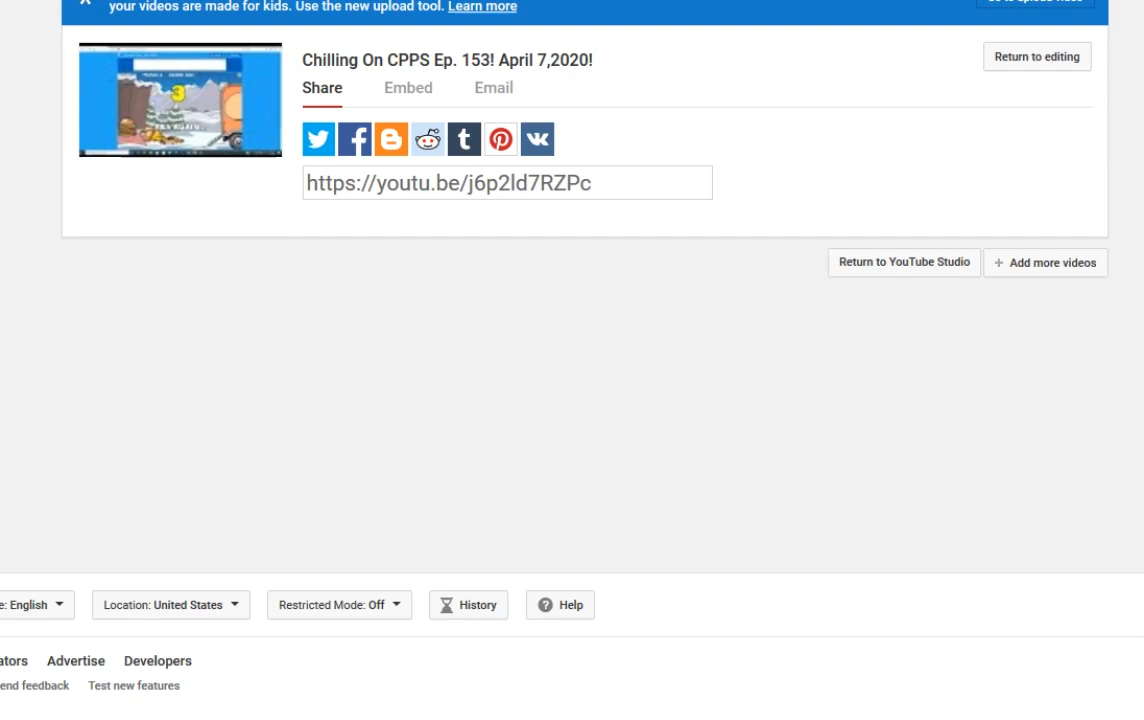 your videos are made for kids. Use the new upload tool. Learn more
Chilling On CPPS Ep. 153! April 7,2020!
Return to editing
Share Embed Email
https://youtu.be/j6p2ld7RZPc
Return to YouTube Studio
+ Add more videos
e: English
Location: United States
Restricted Mode: Off
History
Help
ators Advertise Developers
end feedback Test new features